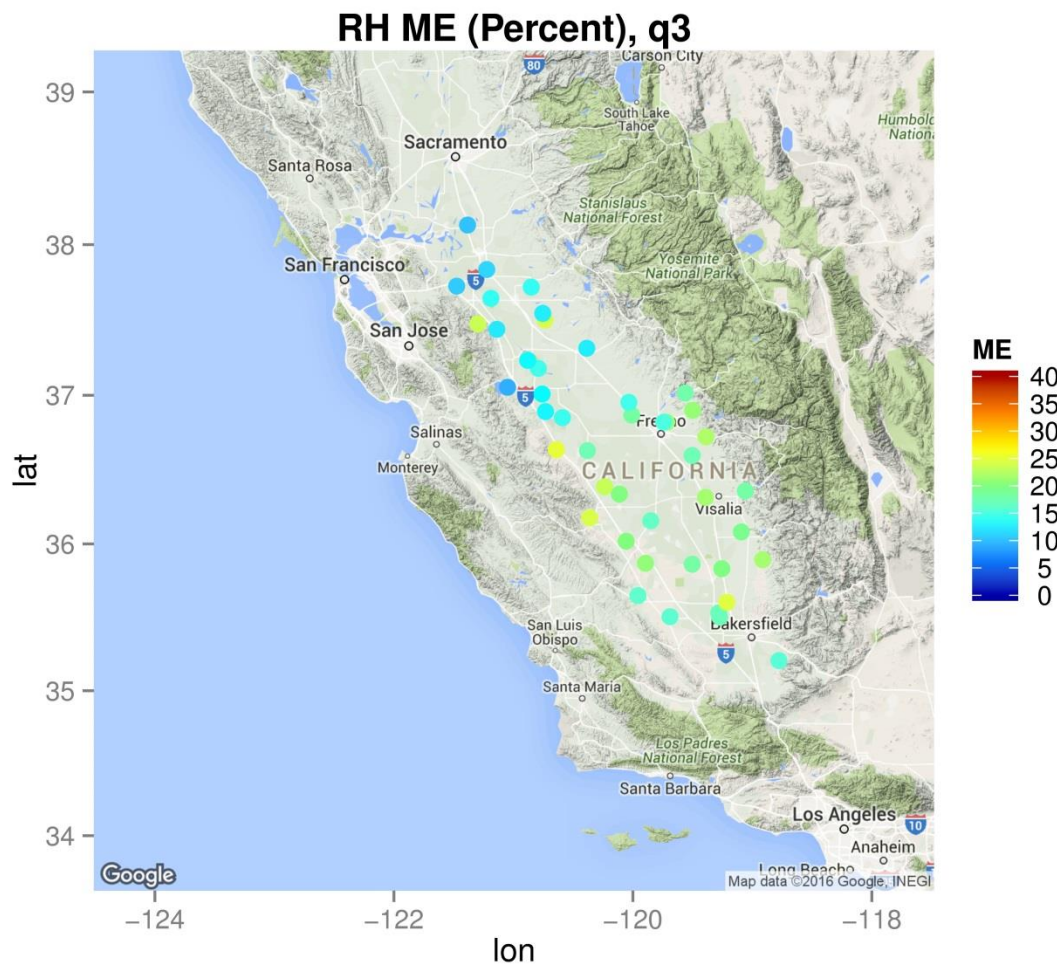 RH ME (Percent), q3
80
Carson City
39
South Lake
Tahoe
Humbol
Nation
Sacramento
Santa Rosa
Stanislaus
National Forest
38
San Francisco
Yosemite
National Park
5
San Jose
ME
40
35
30
25
20
15
10
5
0
37
5
Fresno
Salinas
Monterey
CALIFORNIA
Visalia
lat
36
San Luis
Obispo
Bakersfield
5
35
Santa Maria
Los Padres
National Forest
Santa Barbara
34
Los Angeles
10
Anaheim
Long Beach
Google
Map data ©2016 Google, INEGI
−124
−122
−120
−118
lon